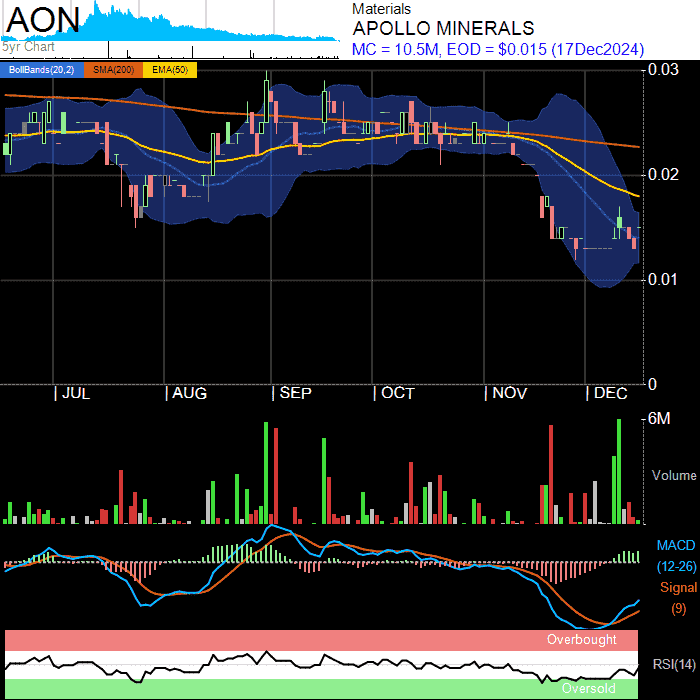 AON
5yr Chart
Materials
APOLLO MINERALS
MC = 10.5M, EOD = $0.015 (17Dec2024)
BollBands(20,2) SMA(200) EMA(50)
0.03
0.02
0.01
0
JUL AUG SEP OCT NOV DEC
6M
Volume
MACD
(12-26)
Signal
(9)
Overbought
RSI(14)
Oversold